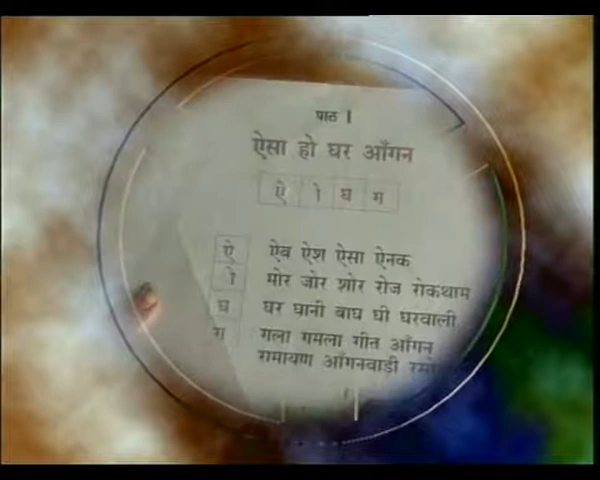 पाठ 1
ऐसा हो घर आँगन
ऐ ो घ ग
ऐ ऐब ऐश ऐसा ऐनक
ो मोर जोर शोर रोज रोकथाम
घ घर घानी बाघ घी घरवाली
ग गला गमला गीत आँगन
रामायण आँगनवाड़ी